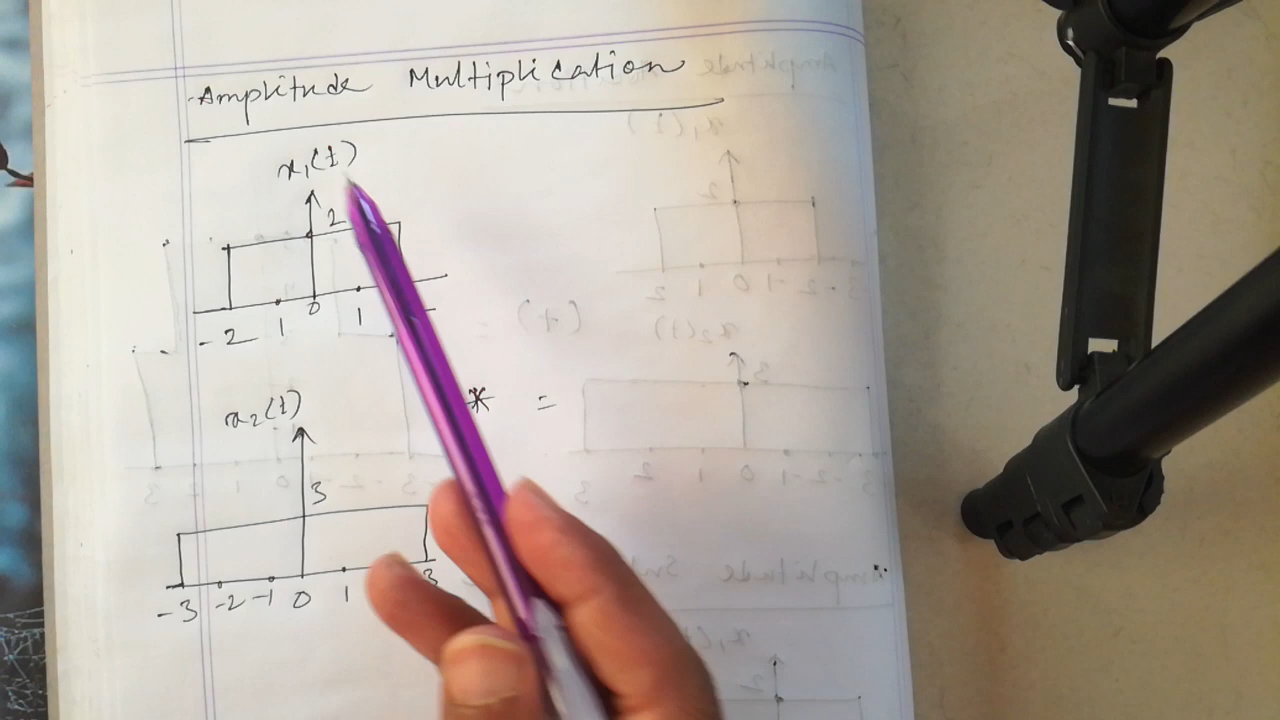 Amplitude Multiplication
x₁(t)
2
-2 1 0 1
x₂(t)
* =
3
-3 -2 -1 0 1 3